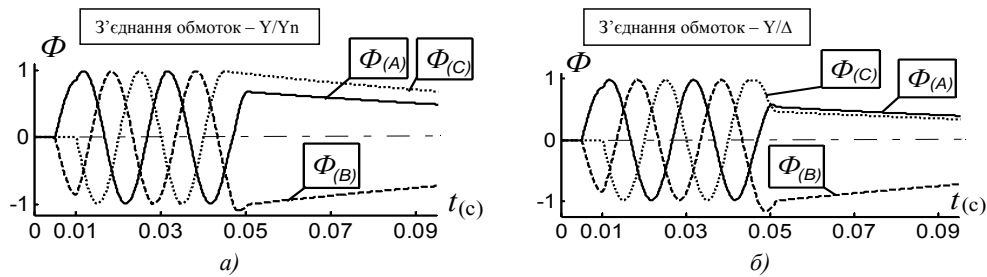 З’єднання обмоток – Y/Yn
Φ
Φ(A)
Φ(C)
1
0
-1
Φ(B)
t(c)
0 0.01 0.03 0.05 0.07 0.09
а)
З’єднання обмоток – Y/Δ
Φ
Φ(C)
Φ(A)
1
0
-1
Φ(B)
t(c)
0 0.01 0.03 0.05 0.07 0.09
б)